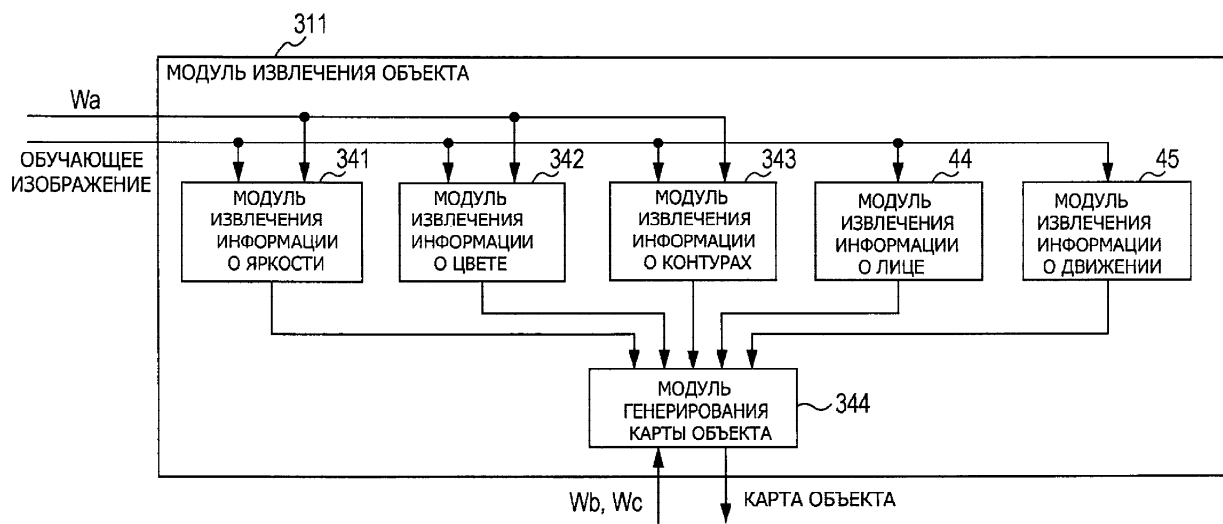 311
МОДУЛЬ ИЗВЛЕЧЕНИЯ ОБЪЕКТА
Wa
ОБУЧАЮЩЕЕ
ИЗОБРАЖЕНИЕ
341
342
343
44
45
МОДУЛЬ
ИЗВЛЕЧЕНИЯ
ИНФОРМАЦИИ
О ЯРКОСТИ
МОДУЛЬ
ИЗВЛЕЧЕНИЯ
ИНФОРМАЦИИ
О ЦВЕТЕ
МОДУЛЬ
ИЗВЛЕЧЕНИЯ
ИНФОРМАЦИИ
О КОНТУРАХ
МОДУЛЬ
ИЗВЛЕЧЕНИЯ
ИНФОРМАЦИИ
О ЛИЦЕ
МОДУЛЬ
ИЗВЛЕЧЕНИЯ
ИНФОРМАЦИИ
О ДВИЖЕНИИ
МОДУЛЬ
ГЕНЕРИРОВАНИЯ
КАРТЫ ОБЪЕКТА
344
Wb, Wc
КАРТА ОБЪЕКТА